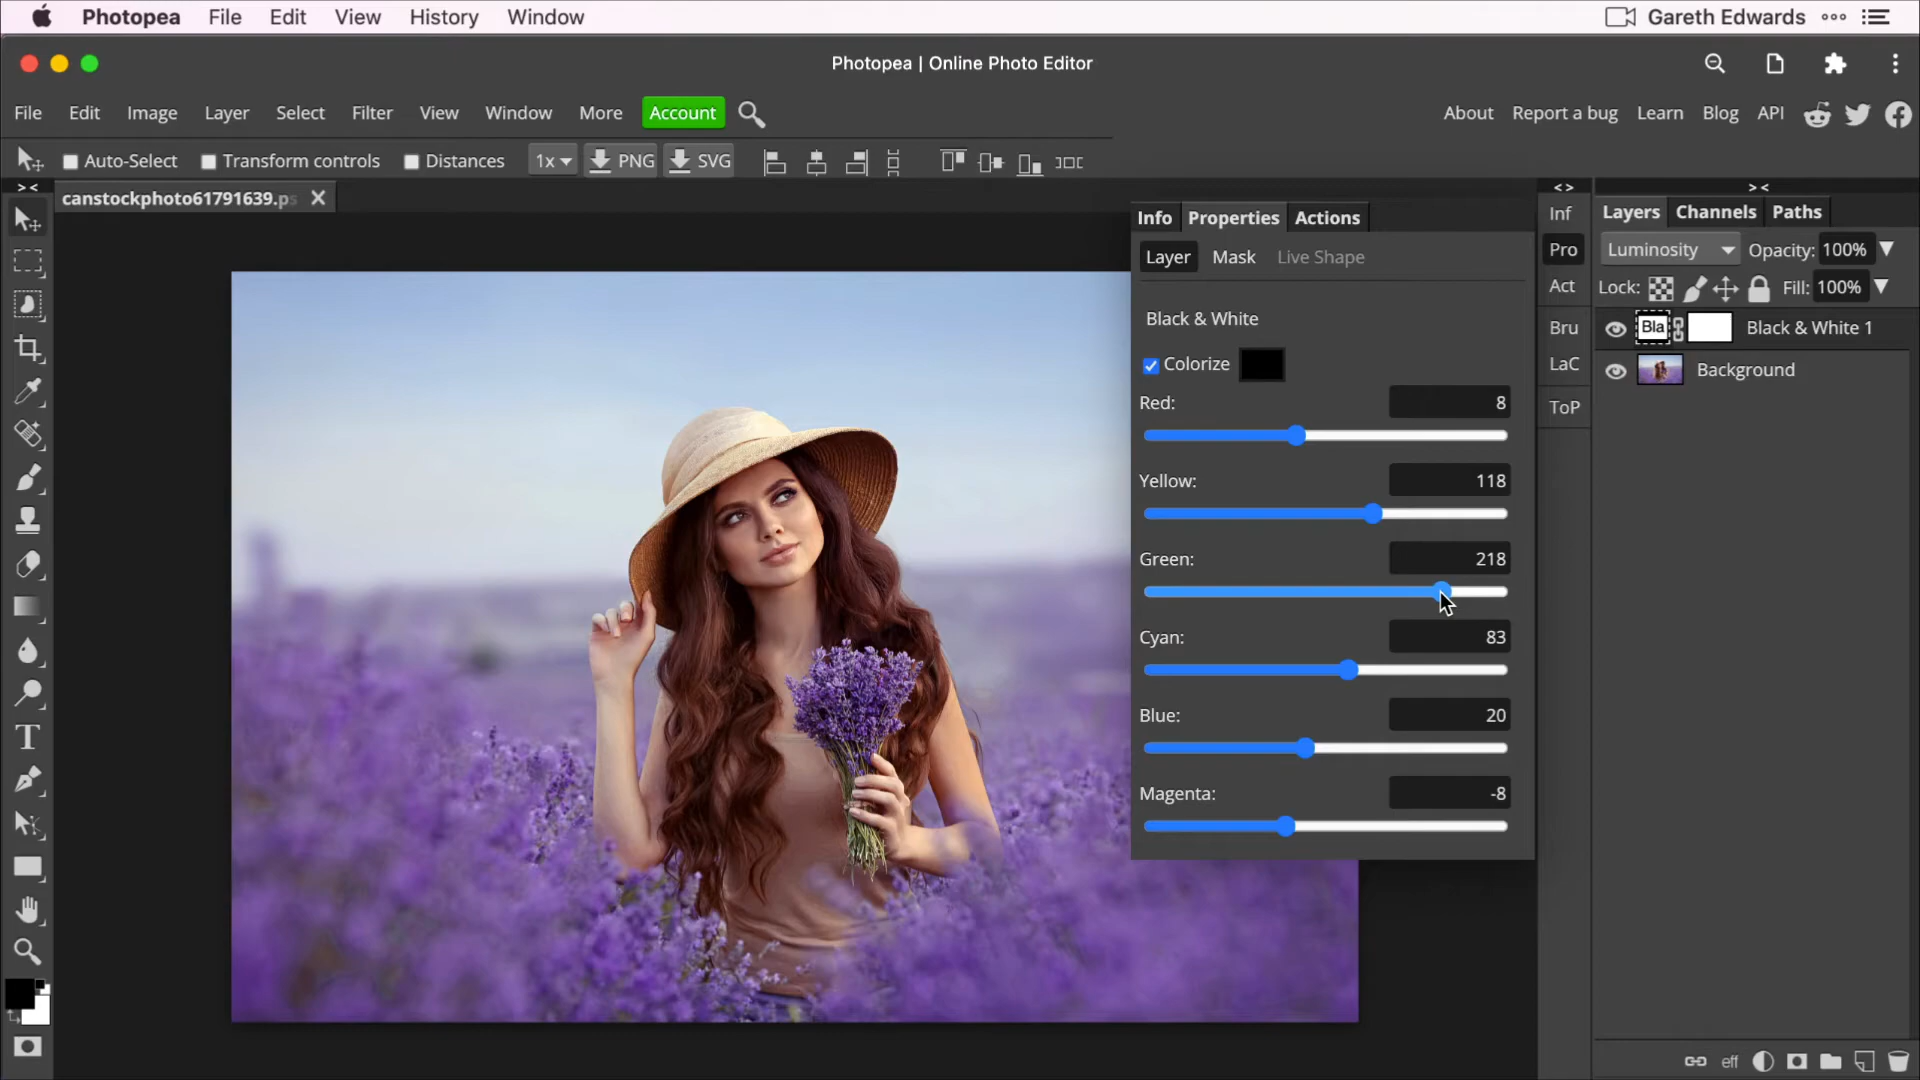 Photopea File Edit View History Window Gareth Edwards
Photopea | Online Photo Editor
File Edit Image Layer Select Filter View Window More Account About Report a bug Learn Blog API
Auto-Select Transform controls Distances 1x PNG SVG
canstockphoto61791639.ps
Info Properties Actions
Layer Mask Live Shape
Black & White
Colorize
Red: 8
Yellow: 118
Green: 218
Cyan: 83
Blue: 20
Magenta: -8
Inf
Pro
Act
Bru
LaC
ToP
Layers Channels Paths
Luminosity Opacity: 100%
Lock: Fill: 100%
Bla Black & White 1
Background
eff